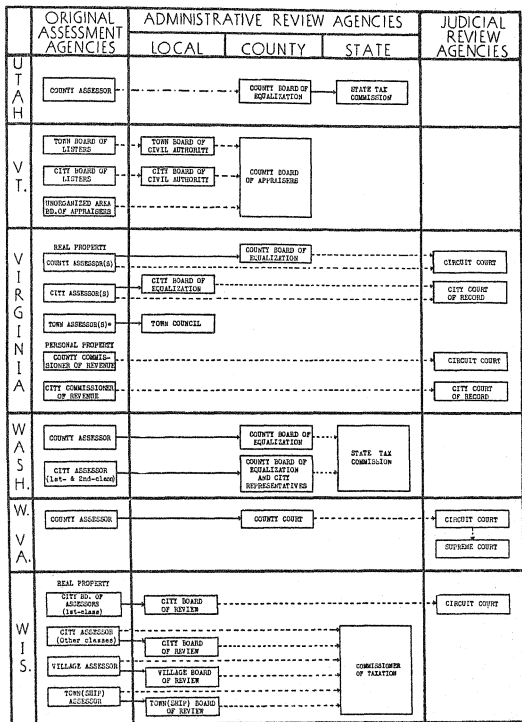 ORIGINAL
ASSESSMENT
AGENCIES
ADMINISTRATIVE REVIEW AGENCIES
LOCAL
COUNTY
STATE
JUDICIAL
REVIEW
AGENCIES
UTAH
COUNTY ASSESSOR
COUNTY BOARD OF
EQUALIZATION
STATE TAX
COMMISSION
VT.
TOWN BOARD OF
LISTERS
TOWN BOARD OF
CIVIL AUTHORITY
CITY BOARD OF
LISTERS
CITY BOARD OF
CIVIL AUTHORITY
UNORGANIZED AREA
BD. OF APPRAISERS
COUNTY BOARD
OF APPRAISERS
VIRGINIA
REAL PROPERTY
COUNTY ASSESSOR(S)
COUNTY BOARD OF
EQUALIZATION
CIRCUIT COURT
CITY ASSESSOR(S)
CITY BOARD OF
EQUALIZATION
CITY COURT
OF RECORD
TOWN ASSESSOR(S)*
TOWN COUNCIL
PERSONAL PROPERTY
COUNTY COMMIS-
SIONER OF REVENUE
CIRCUIT COURT
CITY COMMISSIONER
OF REVENUE
CITY COURT
OF RECORD
WASH.
COUNTY ASSESSOR
COUNTY BOARD OF
EQUALIZATION
STATE TAX
COMMISSION
CITY ASSESSOR
(1st- & 2nd-class)
COUNTY BOARD OF
EQUALIZATION
AND CITY
REPRESENTATIVES
W. VA.
COUNTY ASSESSOR
COUNTY COURT
CIRCUIT COURT
SUPREME COURT
WIS.
REAL PROPERTY
CITY BD. OF
ASSESSORS
(1st-class)
CITY BOARD
OF REVIEW
CIRCUIT COURT
CITY ASSESSOR
(Other classes)
CITY BOARD
OF REVIEW
VILLAGE ASSESSOR
VILLAGE BOARD
OF REVIEW
TOWN(SHIP)
ASSESSOR
TOWN(SHIP) BOARD
OF REVIEW
COMMISSIONER
OF TAXATION